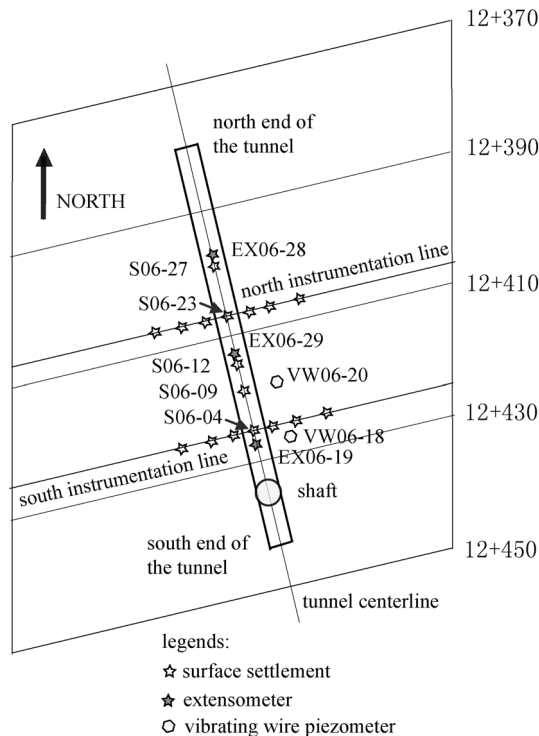 12+370
north end of
the tunnel
12+390
NORTH
EX06-28
S06-27
north instrumentation line
12+410
S06-23
EX06-29
S06-12
VW06-20
S06-09
S06-04
12+430
VW06-18
EX06-19
south instrumentation line
shaft
south end of
the tunnel
12+450
tunnel centerline
legends:
surface settlement
extensometer
vibrating wire piezometer